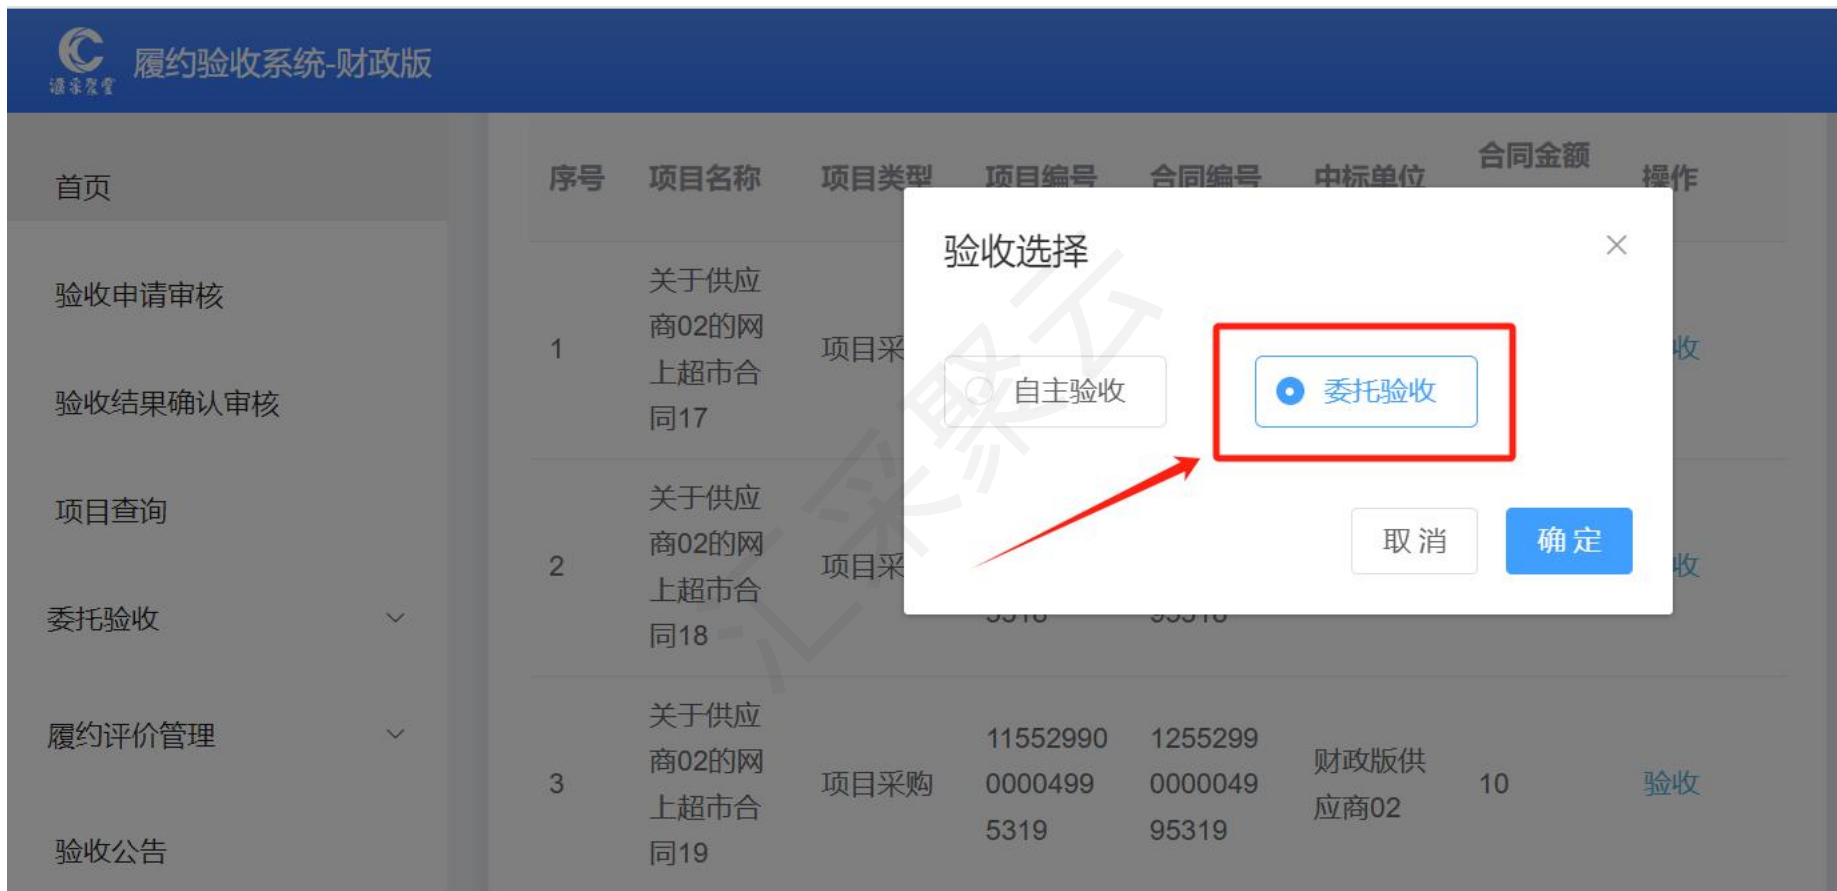 履约验收系统-财政版
汇采聚云
首页
验收申请审核
验收结果确认审核
项目查询
委托验收
履约评价管理
验收公告
序号 项目名称 项目类型 项目编号 合同编号 中标单位 合同金额 操作
1
关于供应
商02的网
上超市合
同17
项目采
收
2
关于供应
商02的网
上超市合
同18
项目采
收
3
关于供应
商02的网
上超市合
同19
项目采购
11552990
0000499
5319
1255299
0000049
95319
财政版供
应商02
10
验收
验收选择
自主验收
委托验收
取 消
确 定
汇采聚云